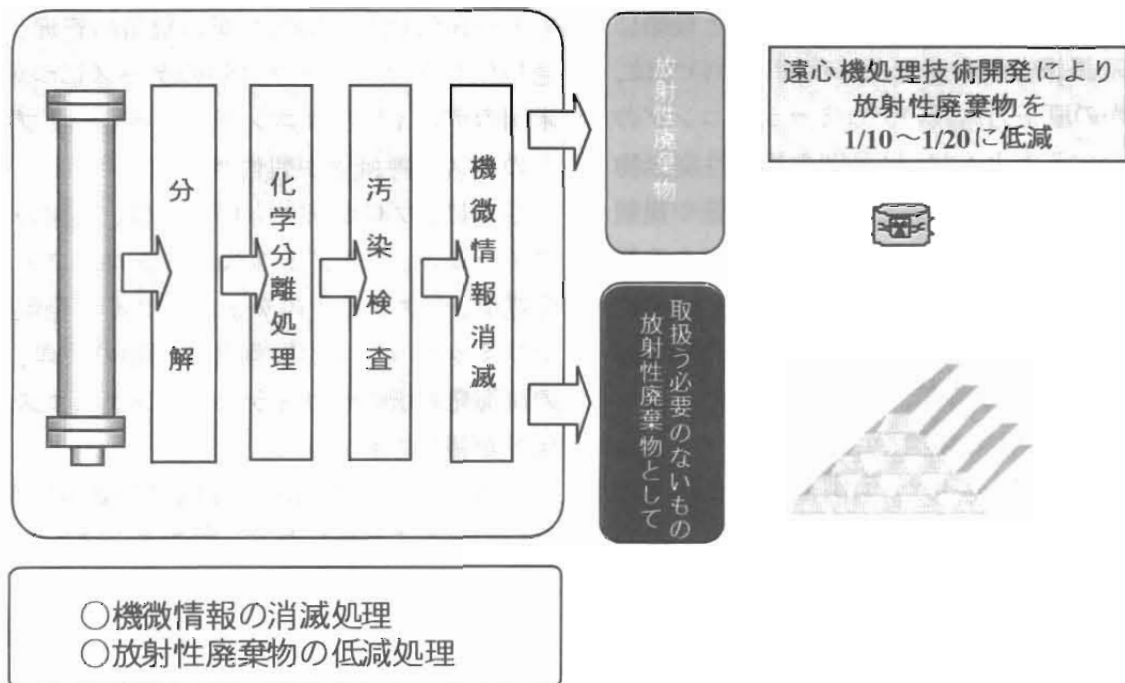 分解
化学分離処理
汚染検査
機微情報消滅
放射性廃棄物
放射性廃棄物として
取扱う必要のないもの
遠心機処理技術開発により
放射性廃棄物を
1/10～1/20に低減
○機微情報の消滅処理
○放射性廃棄物の低減処理